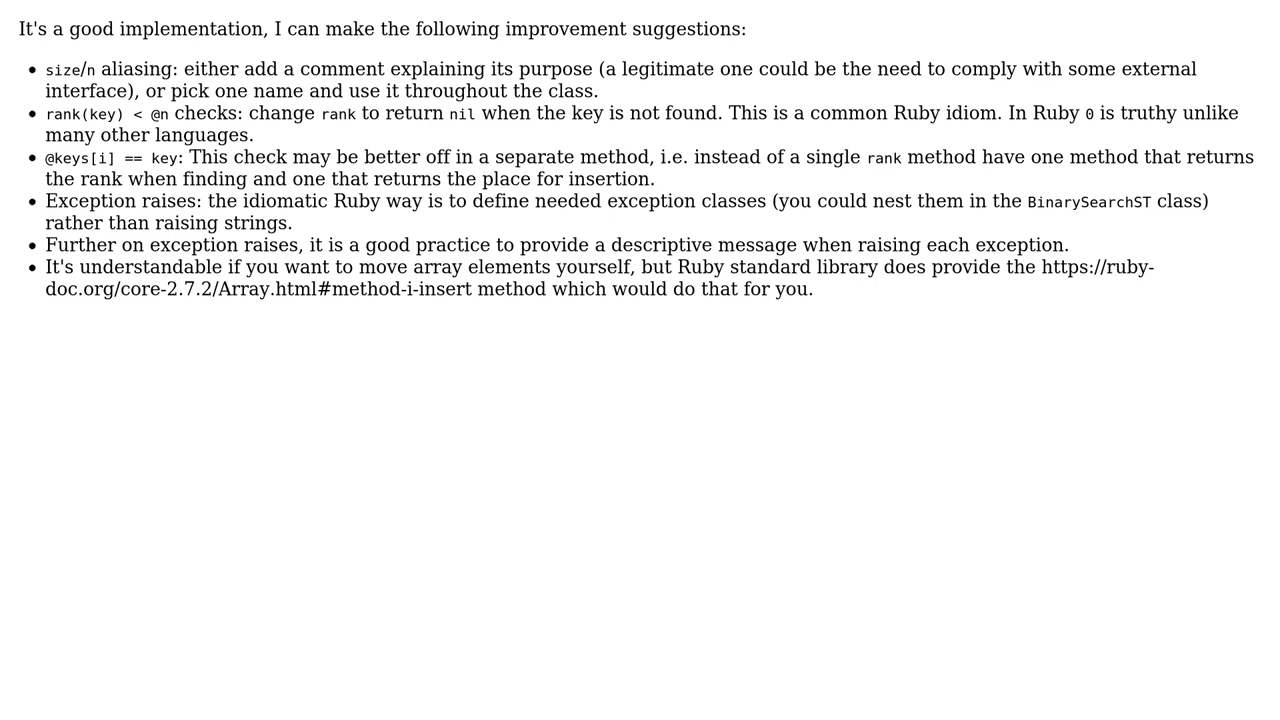 It's a good implementation, I can make the following improvement suggestions:
• size/n aliasing: either add a comment explaining its purpose (a legitimate one could be the need to comply with some external
interface), or pick one name and use it throughout the class.
• rank(key) < @n checks: change rank to return nil when the key is not found. This is a common Ruby idiom. In Ruby 0 is truthy unlike
many other languages.
• @keys[i] == key: This check may be better off in a separate method, i.e. instead of a single rank method have one method that returns
the rank when finding and one that returns the place for insertion.
• Exception raises: the idiomatic Ruby way is to define needed exception classes (you could nest them in the BinarySearchST class)
rather than raising strings.
• Further on exception raises, it is a good practice to provide a descriptive message when raising each exception.
• It's understandable if you want to move array elements yourself, but Ruby standard library does provide the https://ruby-
doc.org/core-2.7.2/Array.html#method-i-insert method which would do that for you.